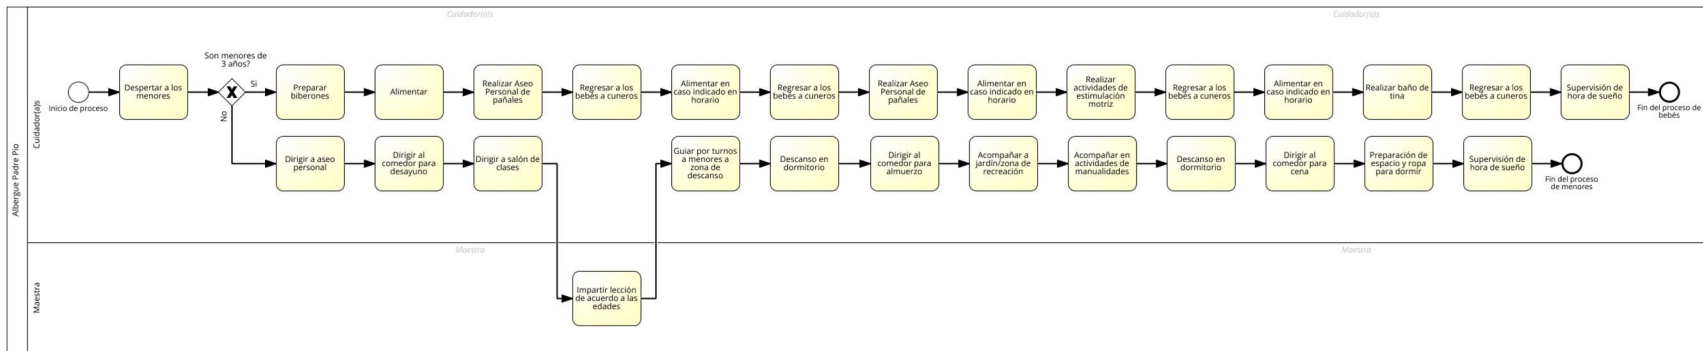 Albergue Padre Pio
Cuidador(a)s
Cuidador(a)s
Cuidador(a)s
Inicio de proceso
Despertar a los
menores
Son menores de
3 años?
Si
No
Preparar
biberones
Alimentar
Realizar Aseo
Personal de
pañales
Regresar a los
bebés a cuneros
Alimentar en
caso indicado en
horario
Regresar a los
bebés a cuneros
Realizar Aseo
Personal de
pañales
Alimentar en
caso indicado en
horario
Realizar
actividades de
estimulación
motriz
Regresar a los
bebés a cuneros
Alimentar en
caso indicado en
horario
Realizar baño de
tina
Regresar a los
bebés a cuneros
Supervisión de
hora de sueño
Fin del proceso de
bebés
Dirigir a aseo
personal
Dirigir al
comedor para
desayuno
Dirigir a salón de
clases
Guiar por turnos
a menores a
zona de
descanso
Descanso en
dormitorio
Dirigir al
comedor para
almuerzo
Acompañar a
jardín/zona de
recreación
Acompañar en
actividades de
manualidades
Descanso en
dormitorio
Dirigir al
comedor para
cena
Preparación de
espacio y ropa
para dormir
Supervisión de
hora de sueño
Fin del proceso
de menores
Maestra
Maestra
Maestra
Impartir lección
de acuerdo a las
edades